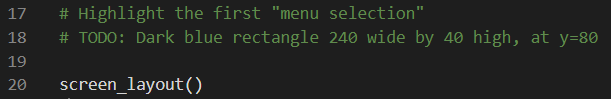 17 # Highlight the first "menu selection"
18 # TODO: Dark blue rectangle 240 wide by 40 high, at y=80
19
20 screen_layout()